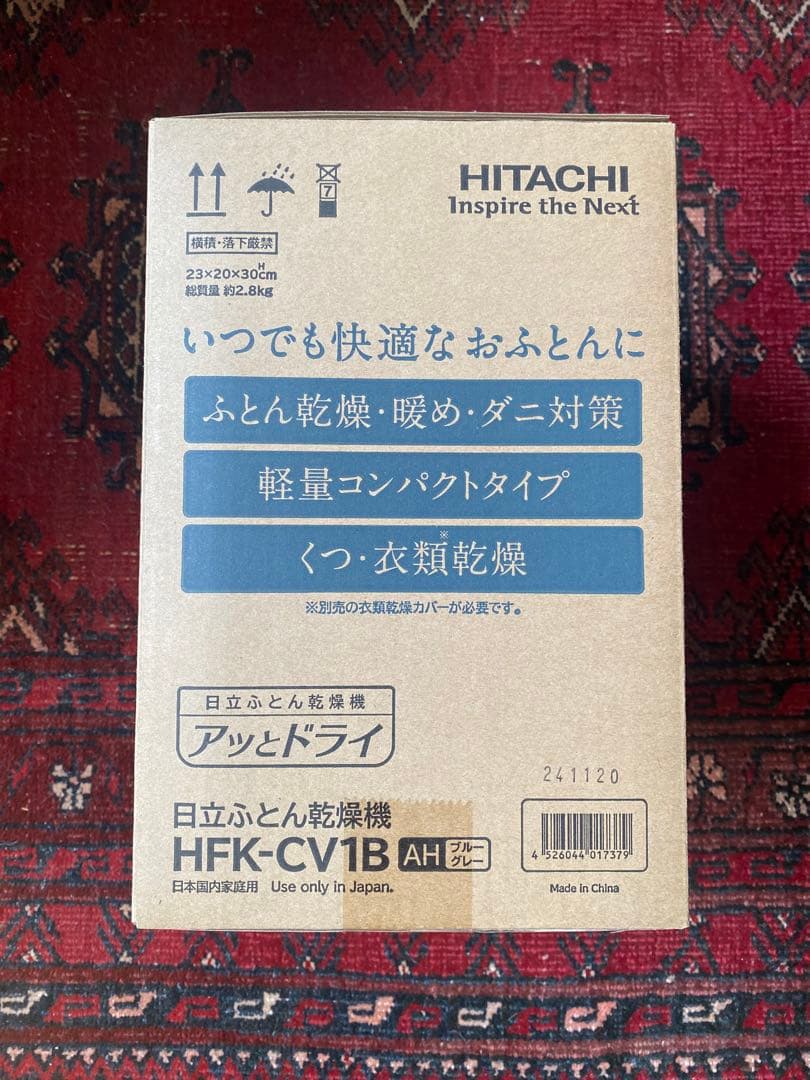 HITACHI
Inspire the Next
7
横積・落下厳禁
23×20×30cm
H
総質量 約2.8kg
いつでも快適なおふとんに
ふとん乾燥・暖め・ダニ対策
軽量コンパクトタイプ
くつ・衣類乾燥
※
※別売の衣類乾燥カバーが必要です。
日立ふとん乾燥機
アッとドライ
241120
日立ふとん乾燥機
HFK-CV1B AH ブルーグレー
日本国内家庭用 Use only in Japan.
4 526044 017379
Made in China